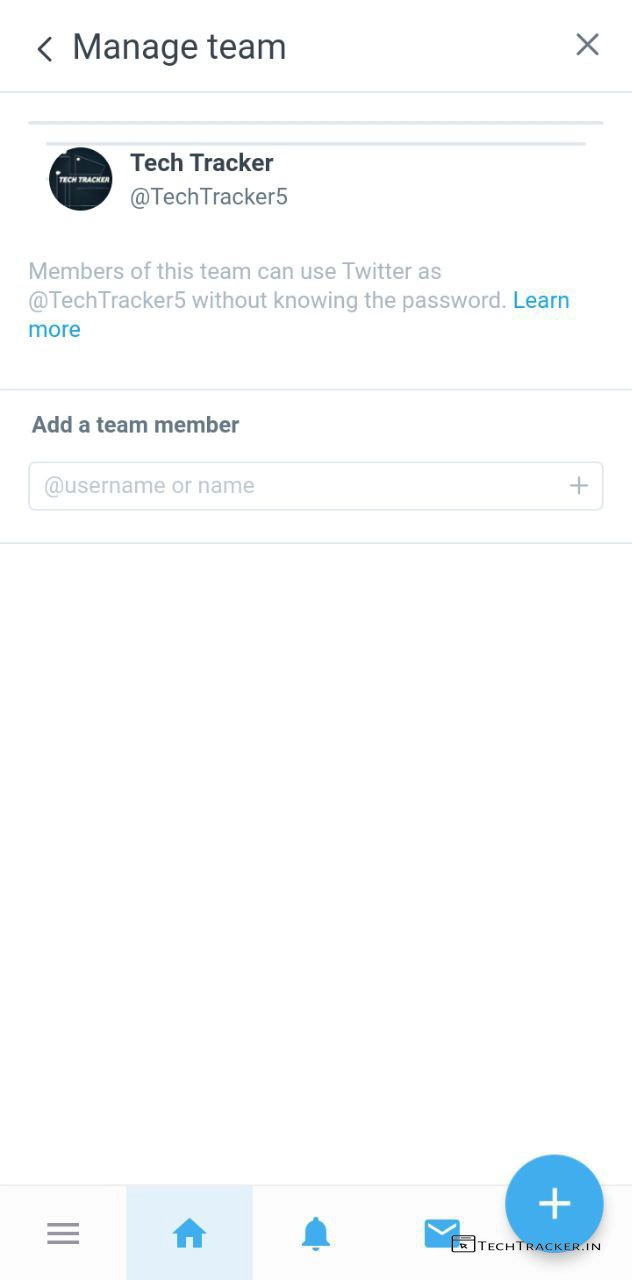 Manage team
TECH TRACKER
Tech Tracker
@TechTracker5
Members of this team can use Twitter as
@TechTracker5 without knowing the password. Learn
more
Add a team member
@username or name
TECHTRACKER.IN